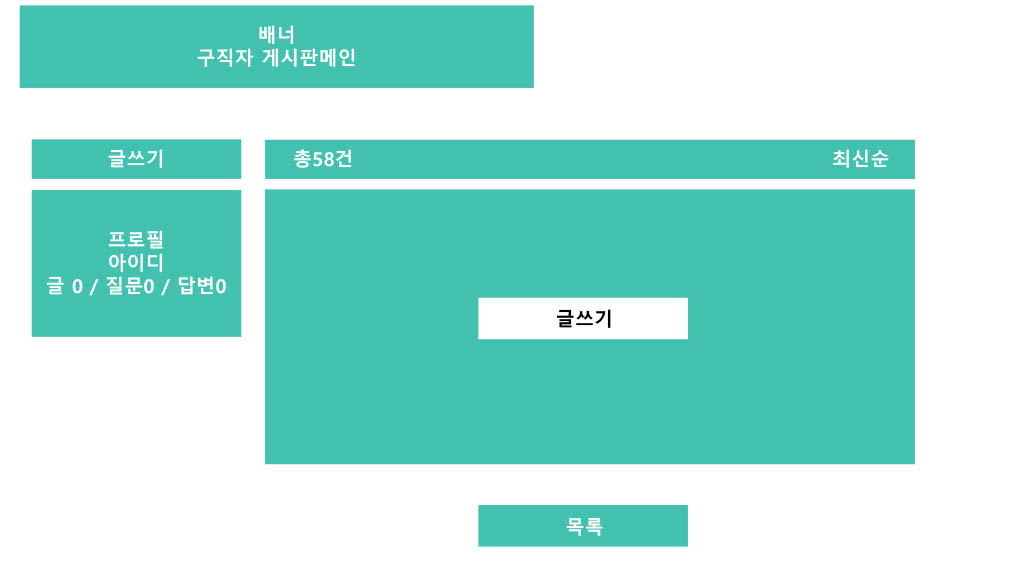 배너
구직자 게시판메인
글쓰기
총58건
최신순
프로필
아이디
글 0 / 질문0 / 답변0
글쓰기
목록